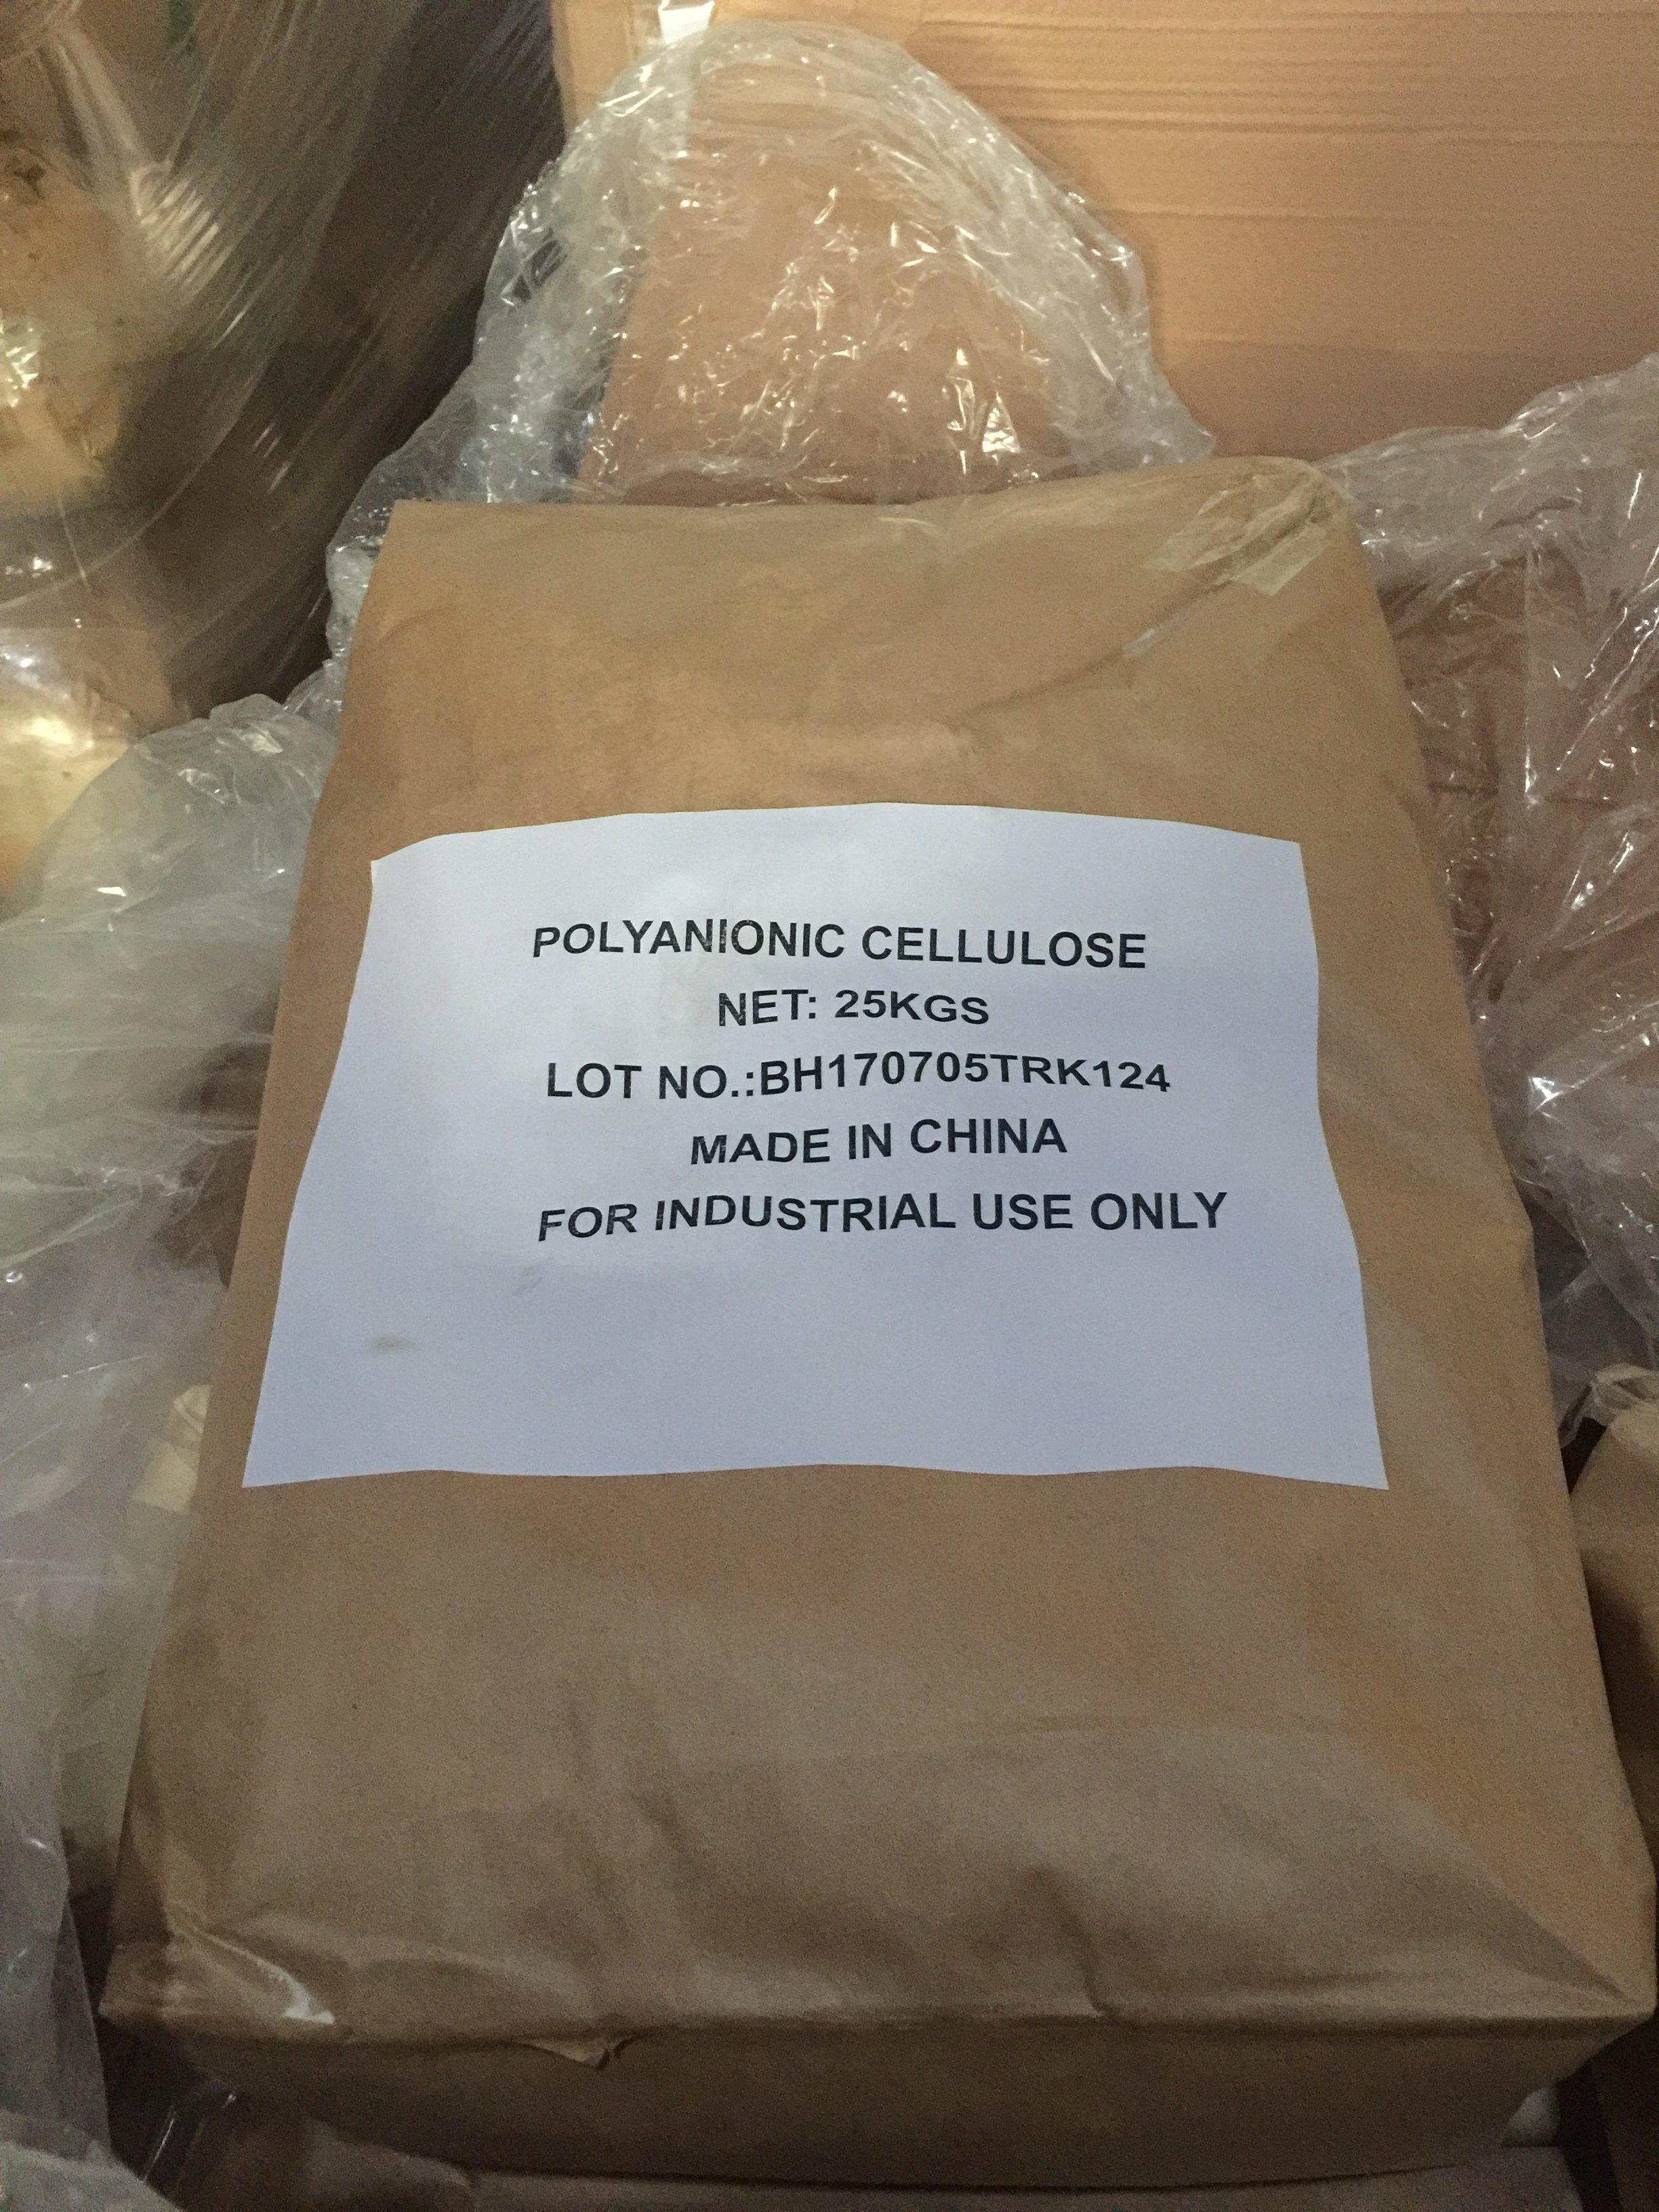 POLYANIONIC CELLULOSE
NET: 25KGS
LOT NO.:BH170705TRK124
MADE IN CHINA
FOR INDUSTRIAL USE ONLY